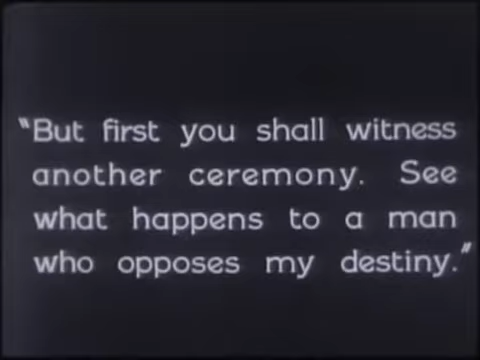 "But first you shall witness
another ceremony. See
what happens to a man
who opposes my destiny."